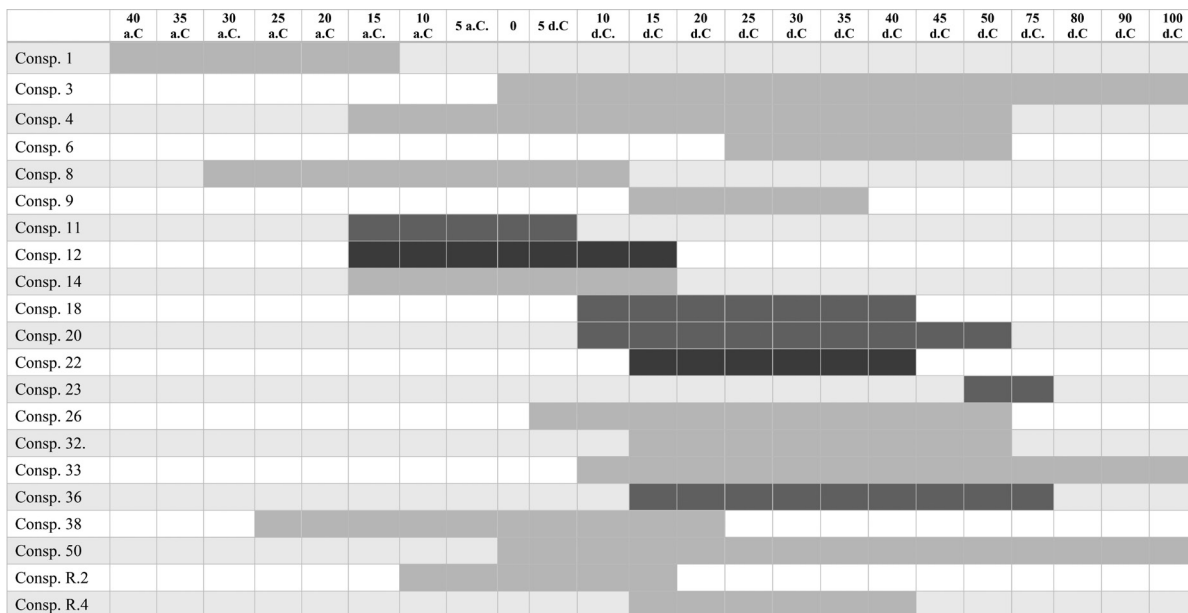 40 a.C 35 a.C 30 a.C. 25 a.C 20 a.C 15 a.C. 10 a.C 5 a.C. 0 5 d.C 10 d.C. 15 d.C 20 d.C 25 d.C 30 d.C 35 d.C 40 d.C 45 d.C 50 d.C 75 d.C. 80 d.C 90 d.C 100 d.C
Consp. 1
Consp. 3
Consp. 4
Consp. 6
Consp. 8
Consp. 9
Consp. 11
Consp. 12
Consp. 14
Consp. 18
Consp. 20
Consp. 22
Consp. 23
Consp. 26
Consp. 32.
Consp. 33
Consp. 36
Consp. 38
Consp. 50
Consp. R.2
Consp. R.4